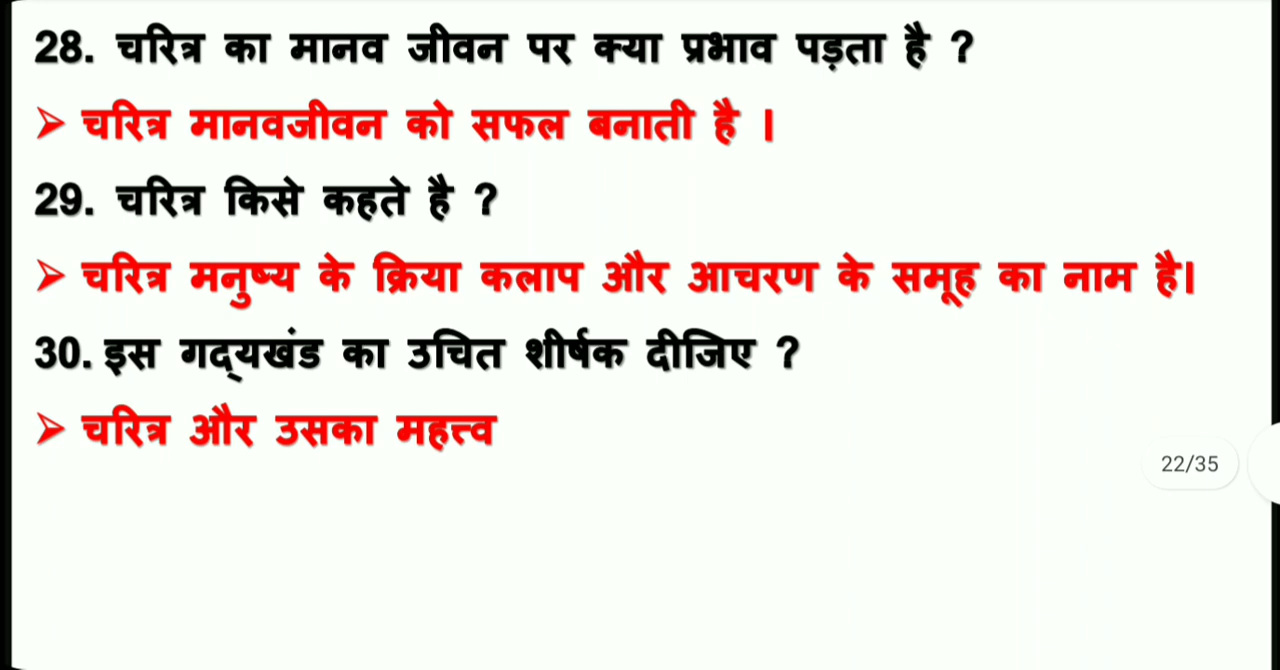 28. चरित्र का मानव जीवन पर क्या प्रभाव पड़ता है ?
➢ चरित्र मानवजीवन को सफल बनाती है ।
29. चरित्र किसे कहते है ?
➢ चरित्र मनुष्य के क्रिया कलाप और आचरण के समूह का नाम है।
30. इस गद्‌यखंड का उचित शीर्षक दीजिए ?
➢ चरित्र और उसका महत्त्व
22/35